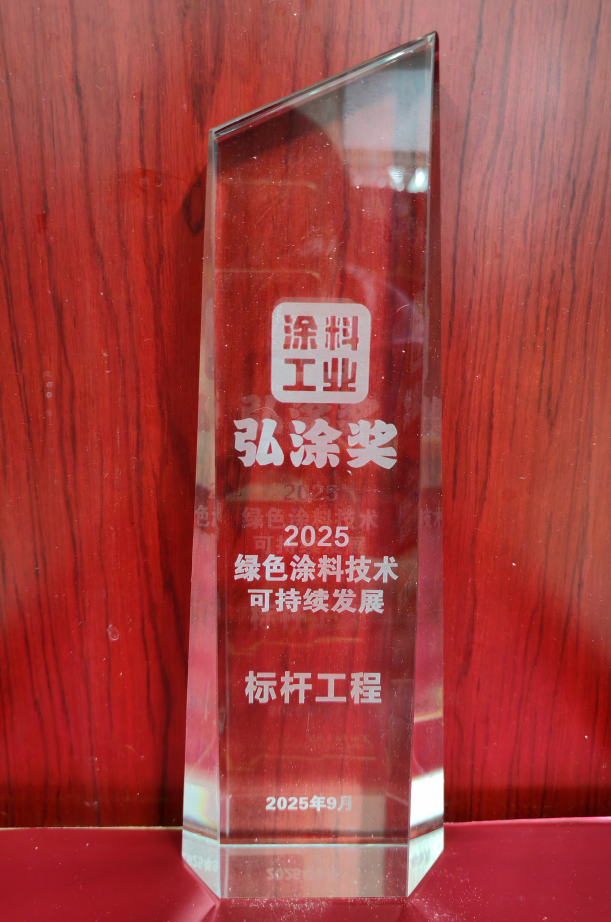 涂料
工业
弘涂奖
2025
绿色涂料技术
可持续发展
标杆工程
2025年9月